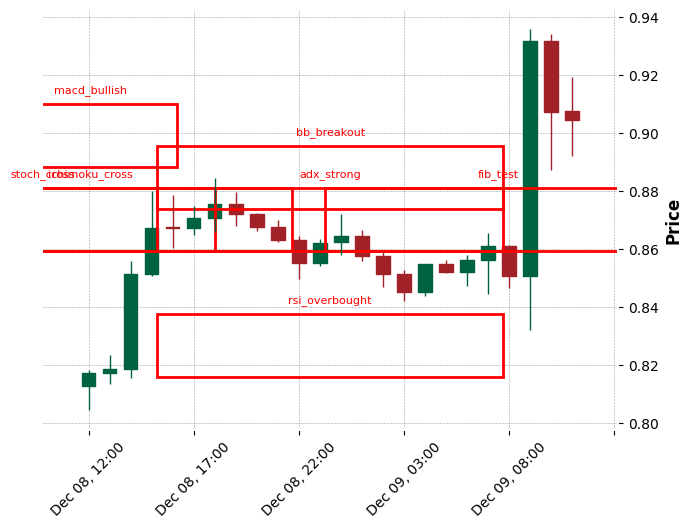 0.94
0.92
macd_bullish
0.90
bb_breakout
ichimoku_cross
adx_strong
fib_test
0.88
Price
0.86
rsi_overbought
0.84
0.82
0.80
Dec 08, 12:00
Dec 08, 17:00
Dec 08, 22:00
Dec 09, 03:00
Dec 09, 08:00